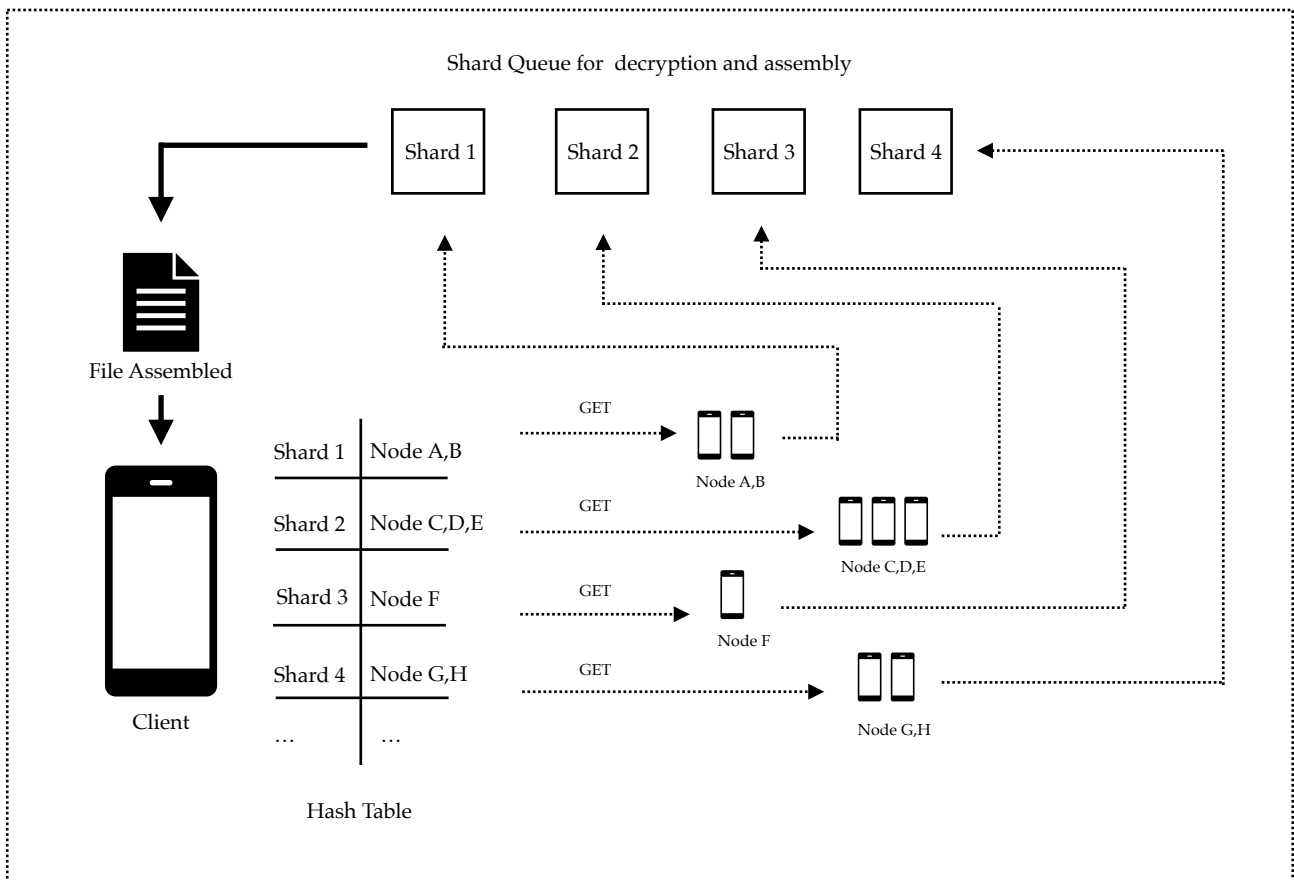 Shard Queue for decryption and assembly
Shard 1
Shard 2
Shard 3
Shard 4
File Assembled
GET
Shard 1
Node A,B
Node A,B
GET
Shard 2
Node C,D,E
Node C,D,E
GET
Shard 3
Node F
Node F
GET
Shard 4
Node G,H
Node G,H
Client
...
...
Hash Table